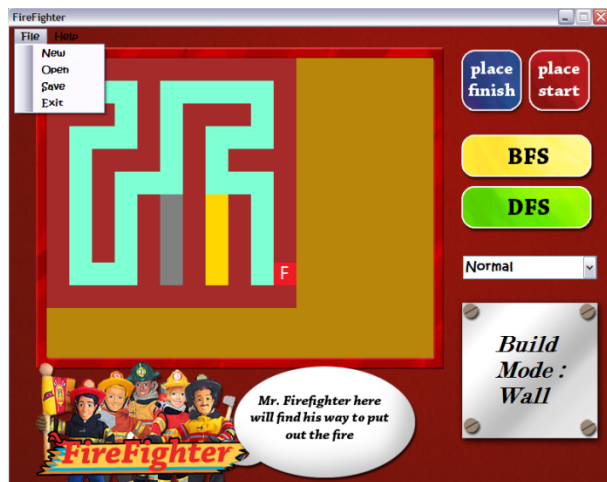 FireFighter
File Help
New
Open
Save
Exit
place
finish
place
start
BFS
DFS
Normal
F
Build
Mode :
Wall
Mr. Firefighter here
will find his way to put
out the fire
FireFighter